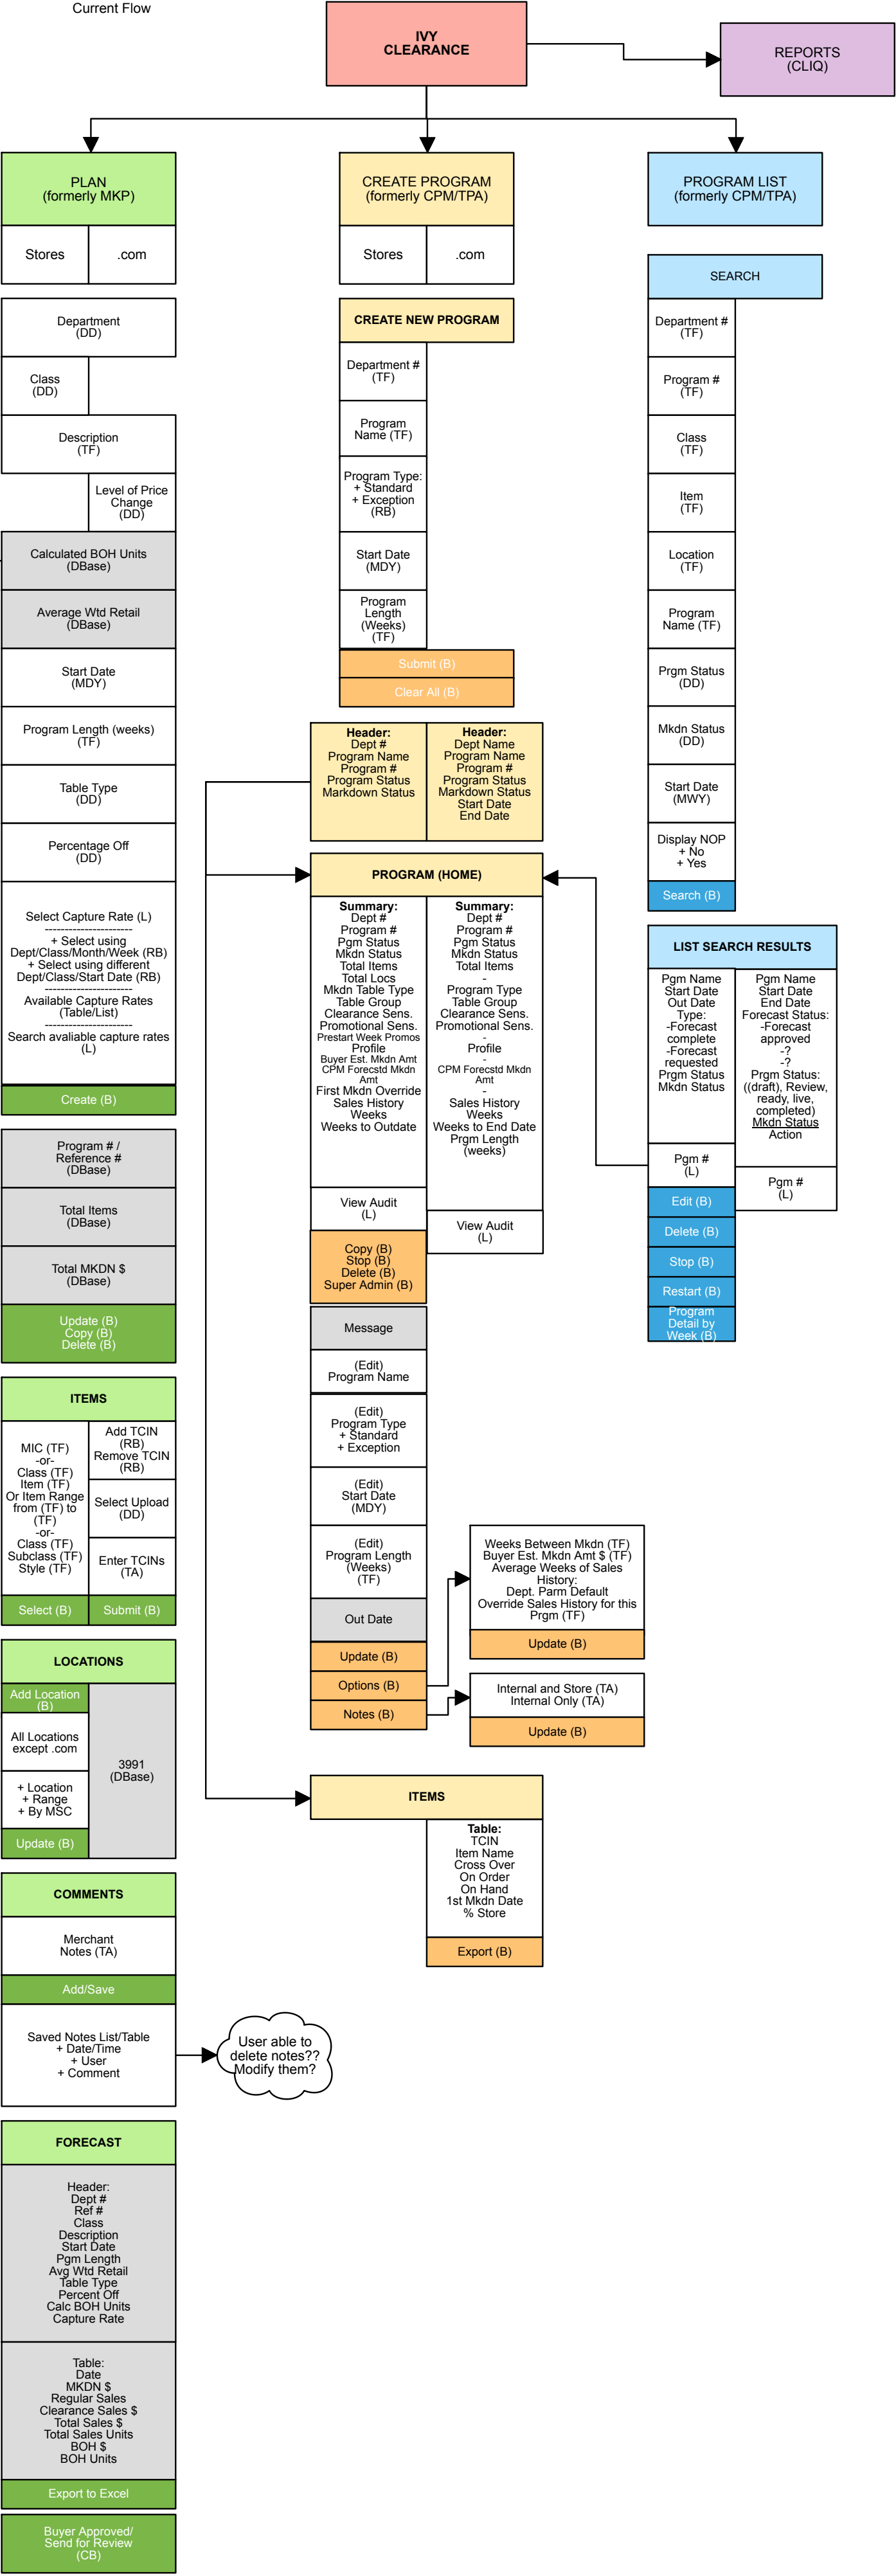 Current Flow
IVY
CLEARANCE
REPORTS
(CLIQ)
PLAN
(formerly MKP)
Stores
.com
Department
(DD)
Class
(DD)
Description
(TF)
Level of Price
Change
(DD)
Calculated BOH Units
(DBase)
Average Wtd Retail
(DBase)
Start Date
(MDY)
Program Length (weeks)
(TF)
Table Type
(DD)
Percentage Off
(DD)
Select Capture Rate (L)
----------------------
+ Select using
Dept/Class/Month/Week (RB)
+ Select using different
Dept/Class/Start Date (RB)
----------------------
Available Capture Rates
(Table/List)
----------------------
Search avaliable capture rates
(L)
Create (B)
Program # /
Reference #
(DBase)
Total Items
(DBase)
Total MKDN $
(DBase)
Update (B)
Copy (B)
Delete (B)
ITEMS
MIC (TF)
-or-
Class (TF)
Item (TF)
Or Item Range
from (TF) to
(TF)
-or-
Class (TF)
Subclass (TF)
Style (TF)
Select (B)
Add TCIN
(RB)
Remove TCIN
(RB)
Select Upload
(DD)
Enter TCINs
(TA)
Submit (B)
LOCATIONS
Add Location
(B)
All Locations
except .com
+ Location
+ Range
+ By MSC
Update (B)
3991
(DBase)
COMMENTS
Merchant
Notes (TA)
Add/Save
Saved Notes List/Table
+ Date/Time
+ User
+ Comment
User able to
delete notes??
Modify them?
FORECAST
Header:
Dept #
Ref #
Class
Description
Start Date
Pgm Length
Avg Wtd Retail
Table Type
Percent Off
Calc BOH Units
Capture Rate
Table:
Date
MKDN $
Regular Sales
Clearance Sales $
Total Sales $
Total Sales Units
BOH $
BOH Units
Export to Excel
Buyer Approved/
Send for Review
(CB)
CREATE PROGRAM
(formerly CPM/TPA)
Stores
.com
CREATE NEW PROGRAM
Department #
(TF)
Program
Name (TF)
Program Type:
+ Standard
+ Exception
(RB)
Start Date
(MDY)
Program
Length
(Weeks)
(TF)
Submit (B)
Clear All (B)
Header:
Dept #
Program Name
Program #
Program Status
Markdown Status
Header:
Dept Name
Program Name
Program #
Program Status
Markdown Status
Start Date
End Date
PROGRAM (HOME)
Summary:
Dept #
Program #
Pgm Status
Mkdn Status
Total Items
Total Locs
Mkdn Table Type
Table Group
Clearance Sens.
Promotional Sens.
Prestart Week Promos
Profile
Buyer Est. Mkdn Amt
CPM Forecstd Mkdn
Amt
First Mkdn Override
Sales History
Weeks
Weeks to Outdate
View Audit
(L)
Summary:
Dept #
Program #
Pgm Status
Mkdn Status
Total Items
-
Program Type
Table Group
Clearance Sens.
Promotional Sens.
-
Profile
-
CPM Forecstd Mkdn
Amt
-
Sales History
Weeks
Weeks to End Date
Prgm Length
(weeks)
View Audit
(L)
Copy (B)
Stop (B)
Delete (B)
Super Admin (B)
Message
(Edit)
Program Name
(Edit)
Program Type
+ Standard
+ Exception
(Edit)
Start Date
(MDY)
(Edit)
Program Length
(Weeks)
(TF)
Out Date
Update (B)
Options (B)
Notes (B)
Weeks Between Mkdn (TF)
Buyer Est. Mkdn Amt $ (TF)
Average Weeks of Sales
History:
Dept. Parm Default
Override Sales History for this
Prgm (TF)
Update (B)
Internal and Store (TA)
Internal Only (TA)
Update (B)
ITEMS
Table:
TCIN
Item Name
Cross Over
On Order
On Hand
1st Mkdn Date
% Store
Export (B)
PROGRAM LIST
(formerly CPM/TPA)
SEARCH
Department #
(TF)
Program #
(TF)
Class
(TF)
Item
(TF)
Location
(TF)
Program
Name (TF)
Prgm Status
(DD)
Mkdn Status
(DD)
Start Date
(MWY)
Display NOP
+ No
+ Yes
Search (B)
LIST SEARCH RESULTS
Pgm Name
Start Date
Out Date
Type:
-Forecast
complete
-Forecast
requested
Prgm Status
Mkdn Status
Pgm #
(L)
Pgm Name
Start Date
End Date
Forecast Status:
-Forecast
approved
-?
-?
Prgm Status:
((draft), Review,
ready, live,
completed)
Mkdn Status
Action
Pgm #
(L)
Edit (B)
Delete (B)
Stop (B)
Restart (B)
Program
Detail by
Week (B)